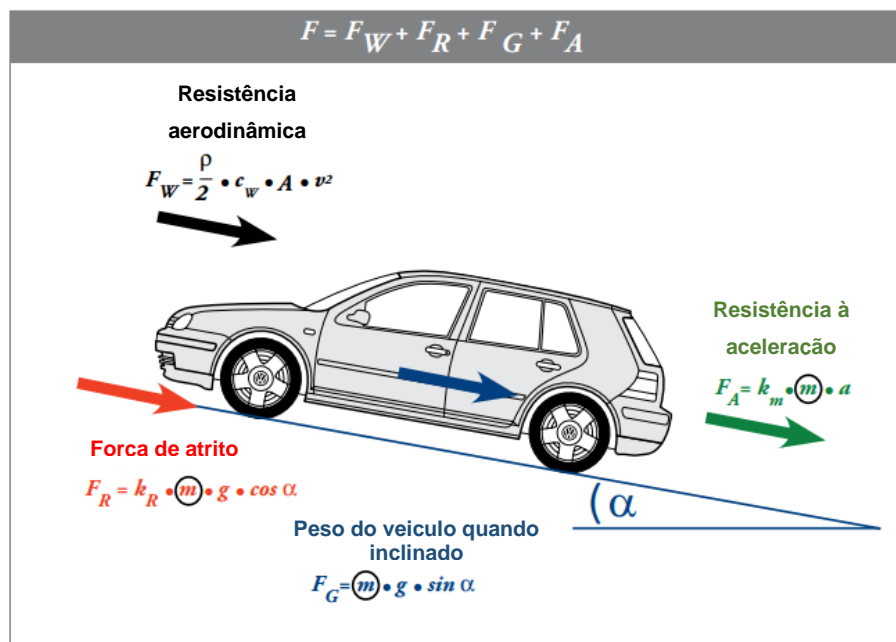 F = F_W + F_R + F_G + F_A
Resistência
aerodinâmica
F_W = ρ/2 • c_w • A • v²
Resistência à
aceleração
F_A = k_m • m • a
Forca de atrito
F_R = k_R • m • g • cos α
α
Peso do veiculo quando
inclinado
F_G = m • g • sin α